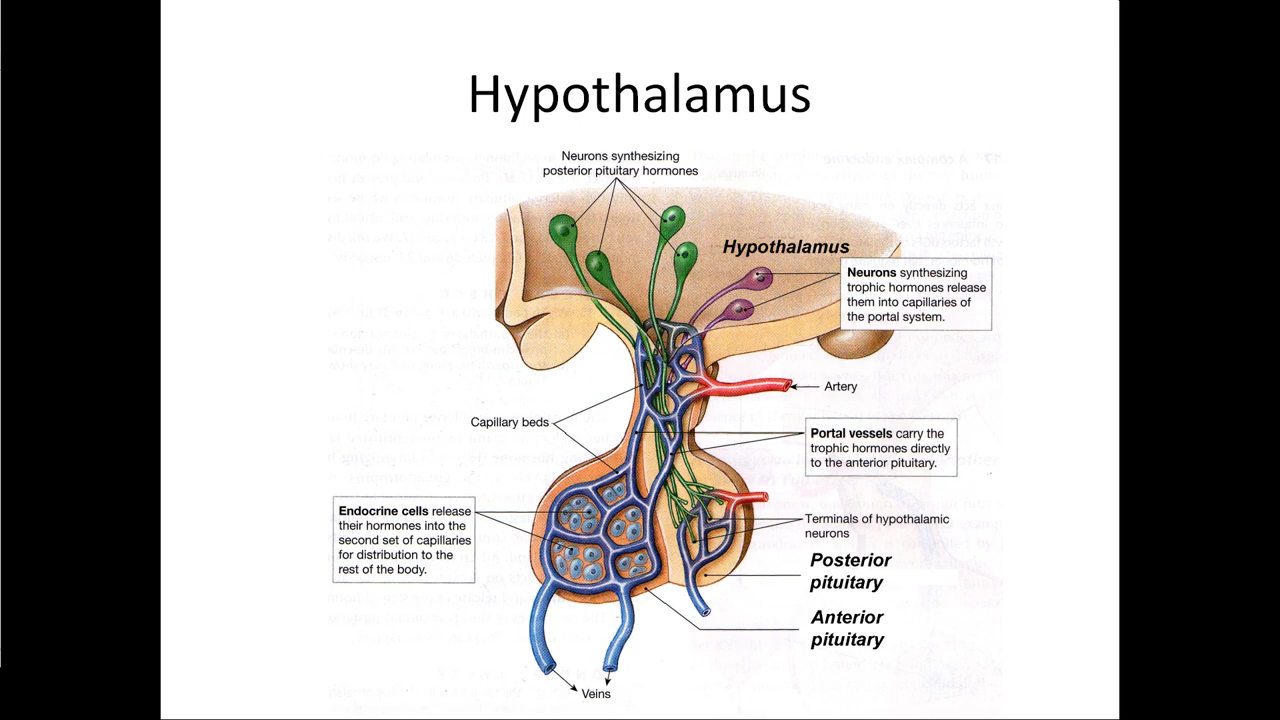 Hypothalamus
Neurons synthesizing
posterior pituitary hormones
Hypothalamus
Neurons synthesizing
trophic hormones release
them into capillaries of
the portal system.
Artery
Capillary beds
Portal vessels carry the
trophic hormones directly
to the anterior pituitary.
Endocrine cells release
their hormones into the
second set of capillaries
for distribution to the
rest of the body.
Terminals of hypothalamic
neurons
Posterior
pituitary
Anterior
pituitary
Veins